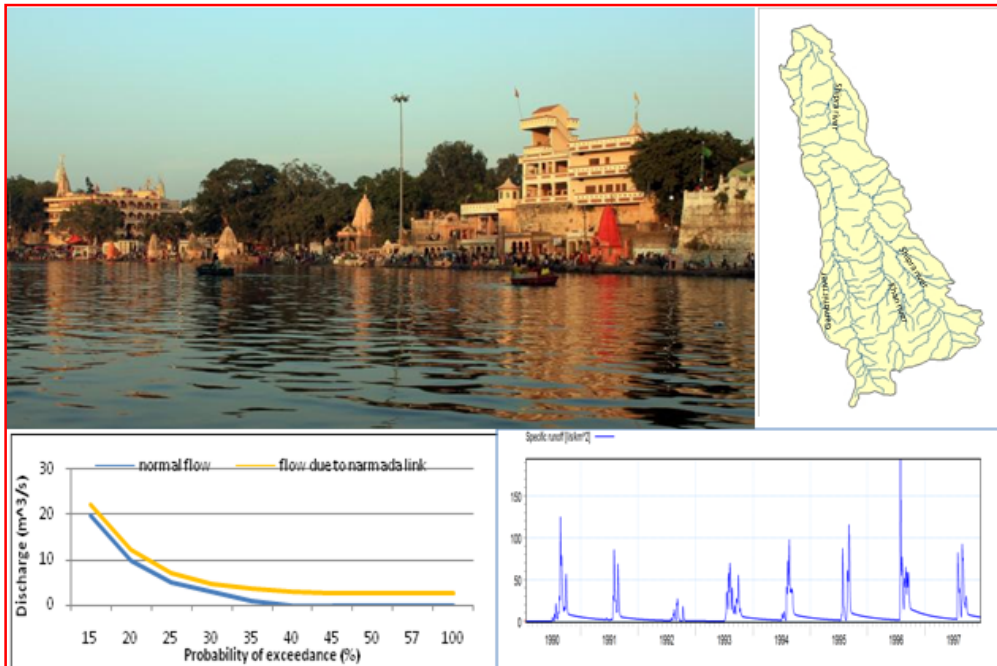 Shipra river
Shipra river
Khan river
Gambhir river
30
20
10
0
normal flow
flow due to narmada link
Discharge (m^3/s)
15 20 25 30 35 40 45 50 57 100
Probability of exceedance (%)
Specific runoff [l/s/km^2]
150
100
50
0
1990 1991 1992 1993 1994 1995 1996 1997